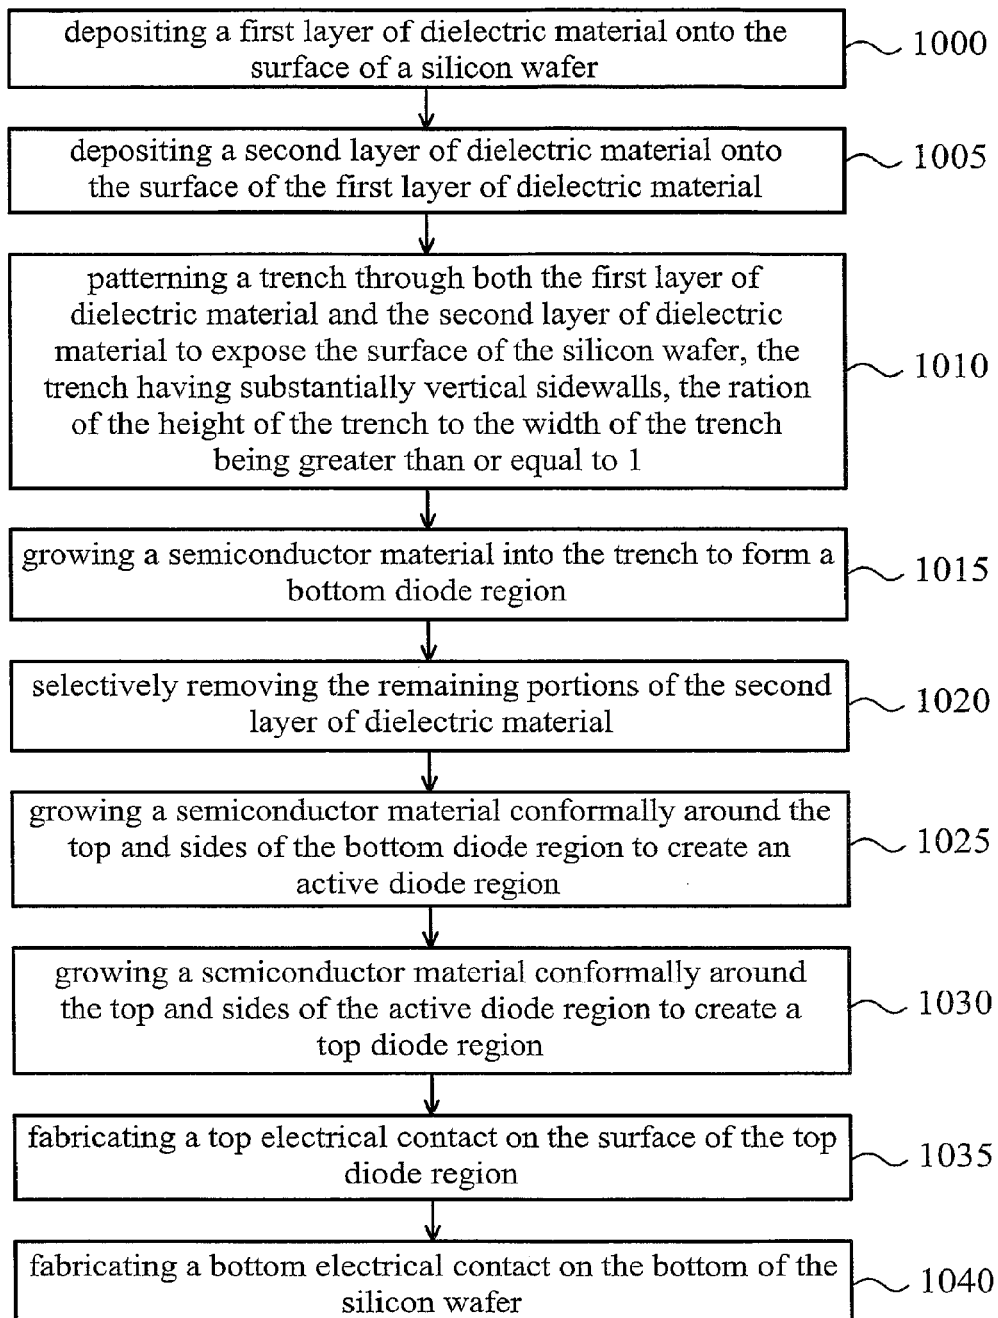 depositing a first layer of dielectric material onto the
surface of a silicon wafer
1000
depositing a second layer of dielectric material onto
the surface of the first layer of dielectric material
1005
patterning a trench through both the first layer of
dielectric material and the second layer of dielectric
material to expose the surface of the silicon wafer, the
trench having substantially vertical sidewalls, the ration
of the height of the trench to the width of the trench
being greater than or equal to 1
1010
growing a semiconductor material into the trench to form a
bottom diode region
1015
selectively removing the remaining portions of the second
layer of dielectric material
1020
growing a semiconductor material conformally around the
top and sides of the bottom diode region to create an
active diode region
1025
growing a semiconductor material conformally around
the top and sides of the active diode region to create a
top diode region
1030
fabricating a top electrical contact on the surface of the top
diode region
1035
fabricating a bottom electrical contact on the bottom of the
silicon wafer
1040